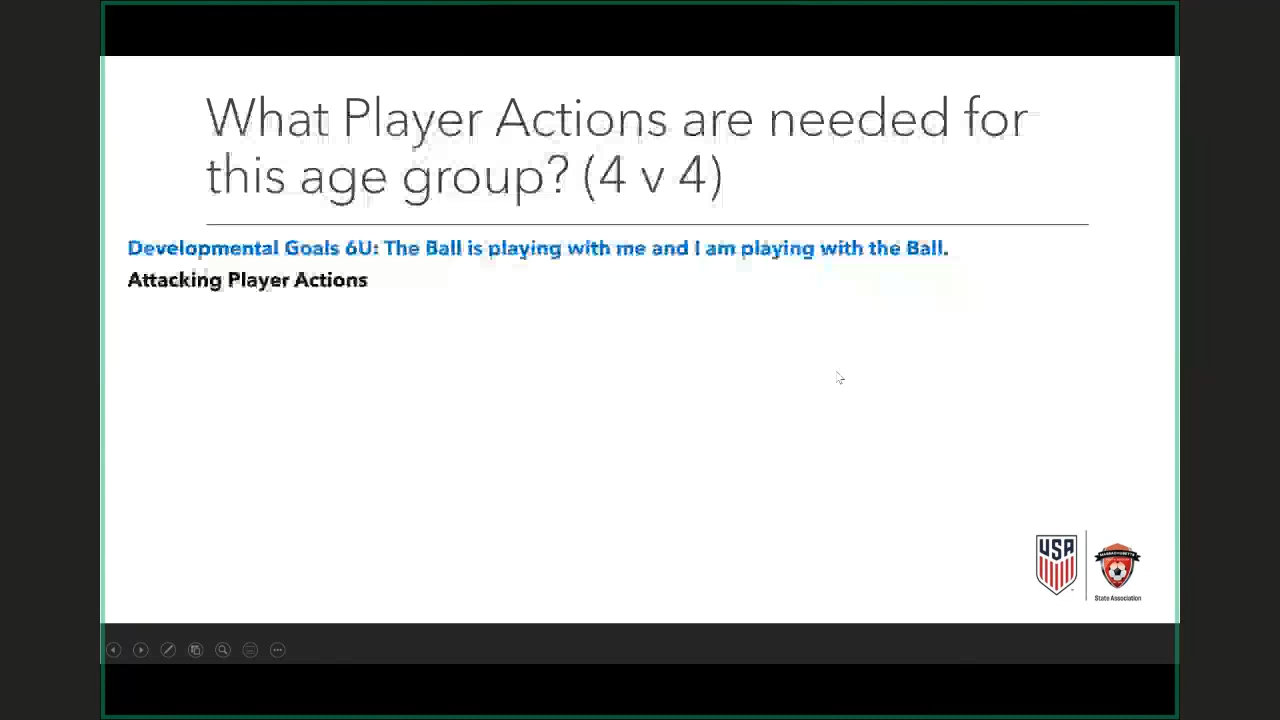 What Player Actions are needed for
this age group? (4 v 4)
Developmental Goals 6U: The Ball is playing with me and I am playing with the Ball.
Attacking Player Actions
USA
MASSACHUSETTS
State Association